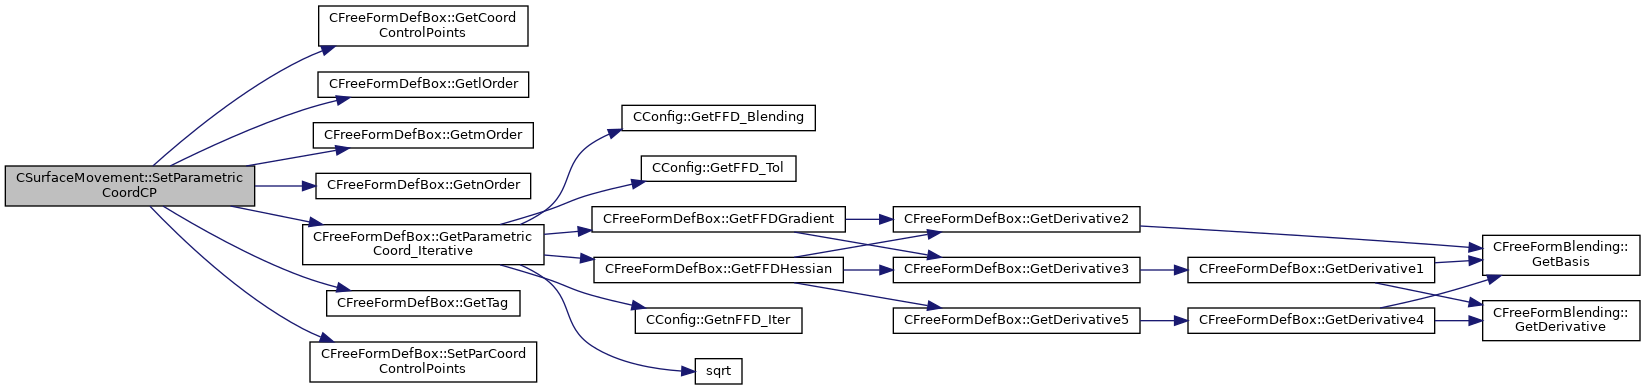 CSurfaceMovement::SetParametric
CoordCP
CFreeFormDefBox::GetCoord
ControlPoints
CFreeFormDefBox::GetlOrder
CFreeFormDefBox::GetmOrder
CFreeFormDefBox::GetnOrder
CFreeFormDefBox::GetParametric
Coord_Iterative
CFreeFormDefBox::GetTag
CFreeFormDefBox::SetParCoord
ControlPoints
CConfig::GetFFD_Blending
CConfig::GetFFD_Tol
CFreeFormDefBox::GetFFDGradient
CFreeFormDefBox::GetFFDHessian
CConfig::GetnFFD_Iter
sqrt
CFreeFormDefBox::GetDerivative2
CFreeFormDefBox::GetDerivative3
CFreeFormDefBox::GetDerivative5
CFreeFormDefBox::GetDerivative1
CFreeFormDefBox::GetDerivative4
CFreeFormBlending::
GetBasis
CFreeFormBlending::
GetDerivative